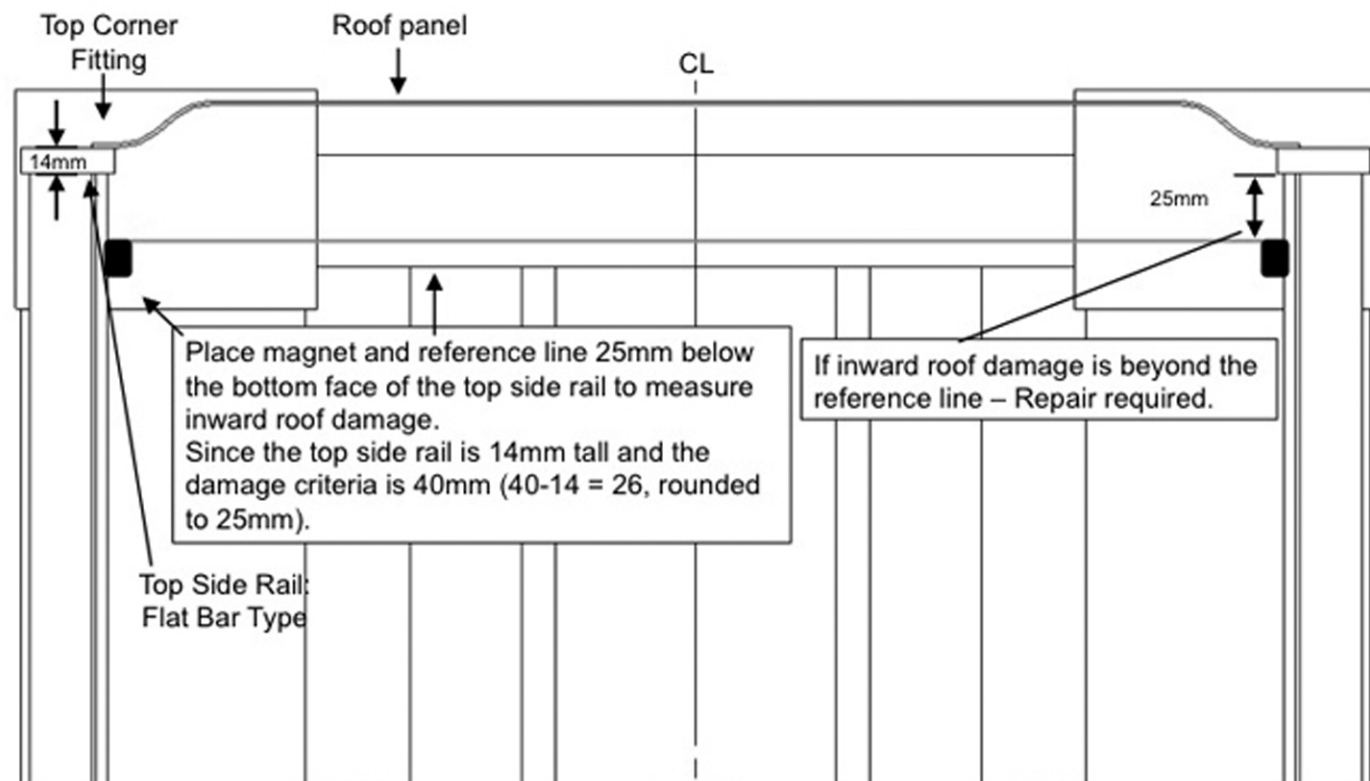 Top Corner
Fitting
Roof panel
CL
14mm
25mm
Place magnet and reference line 25mm below
the bottom face of the top side rail to measure
inward roof damage.
Since the top side rail is 14mm tall and the
damage criteria is 40mm (40-14 = 26, rounded
to 25mm).
If inward roof damage is beyond the
reference line – Repair required.
Top Side Rail:
Flat Bar Type